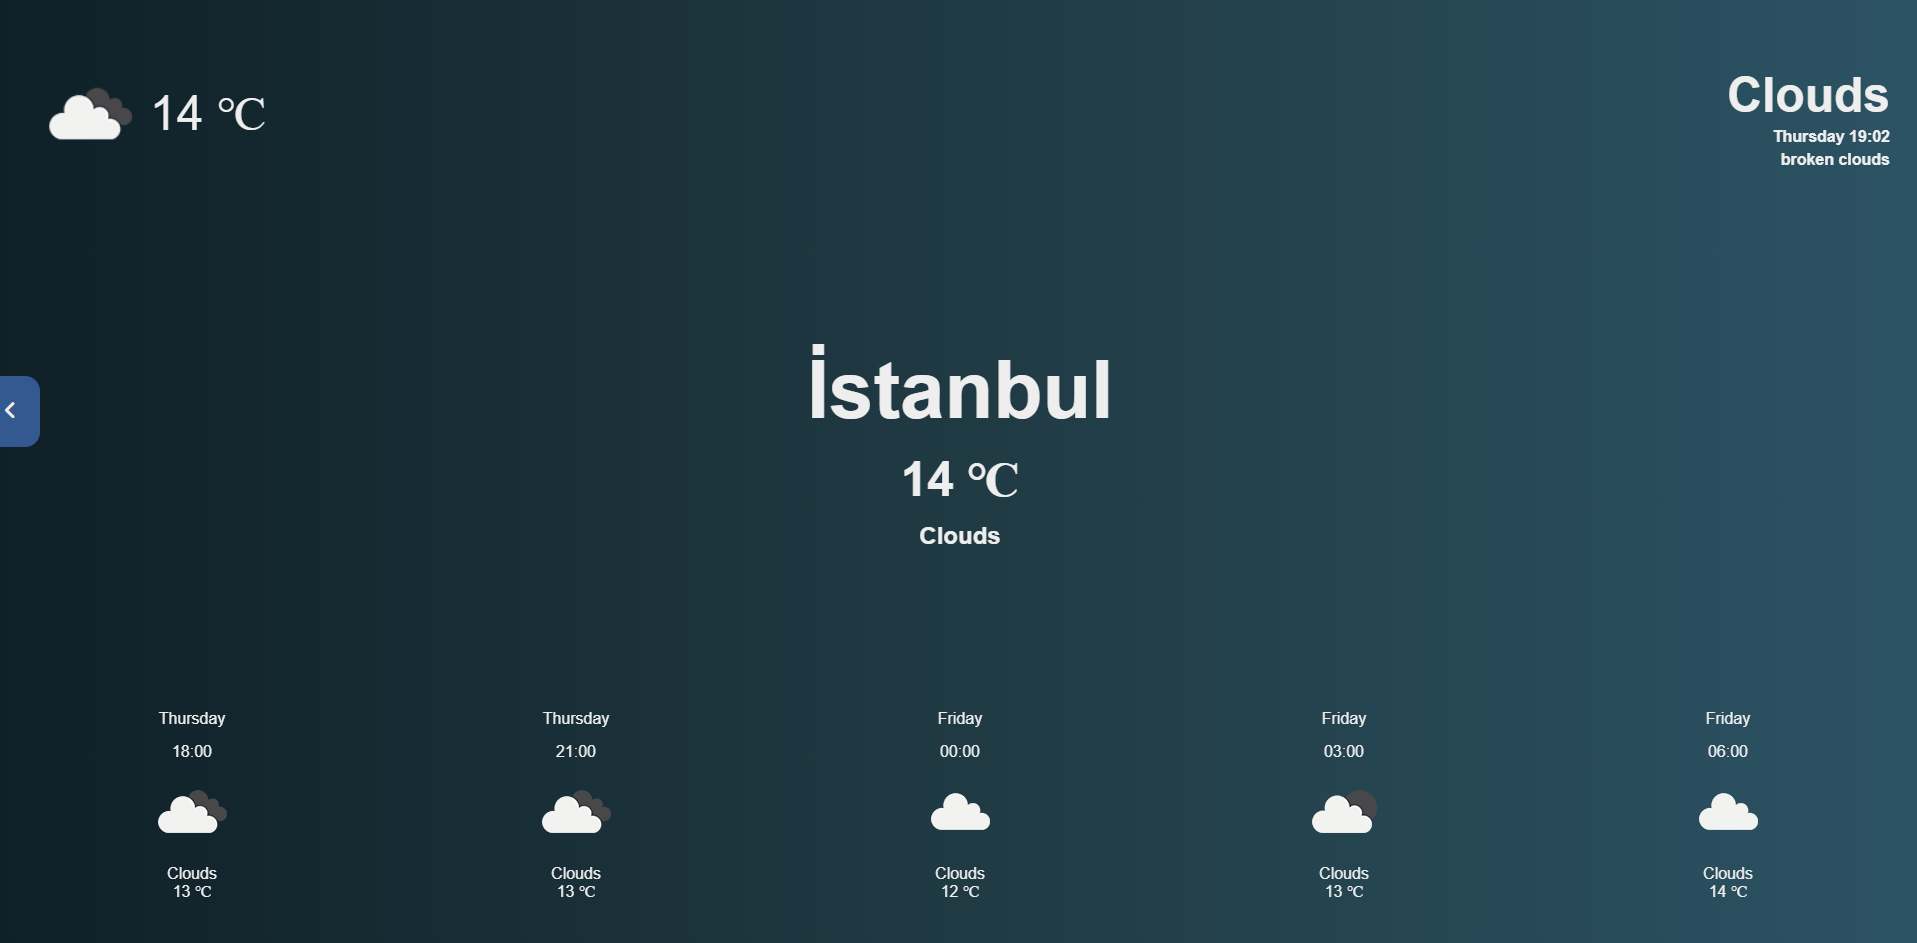 14 ℃
Clouds
Thursday 19:02
broken clouds
İstanbul
14 ℃
Clouds
Thursday
18:00
Clouds
13 ℃
Thursday
21:00
Clouds
13 ℃
Friday
00:00
Clouds
12 ℃
Friday
03:00
Clouds
13 ℃
Friday
06:00
Clouds
14 ℃